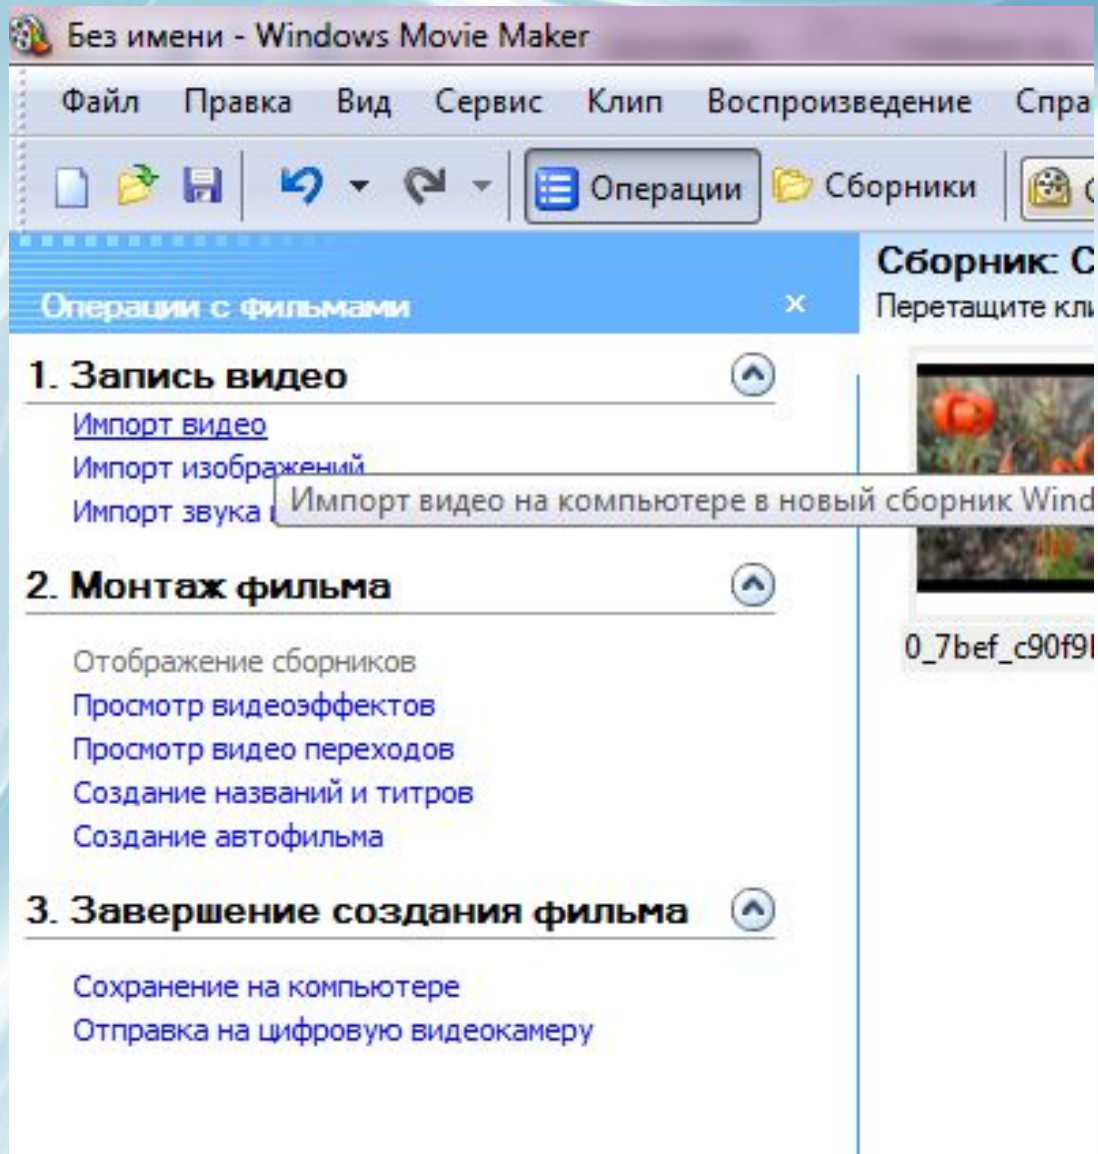 Без имени - Windows Movie Maker
Файл Правка Вид Сервис Клип Воспроизведение
Операции Сборники
Операции с фильмами
Сборник:
Перетащите
1. Запись видео
Импорт видео
Импорт изображений
Импорт звука
Импорт видео на компьютере в новый сборник
2. Монтаж фильма
Отображение сборников
Просмотр видеоэффектов
Просмотр видео переходов
Создание названий и титров
Создание автофильма
3. Завершение создания фильма
Сохранение на компьютере
Отправка на цифровую видеокамеру